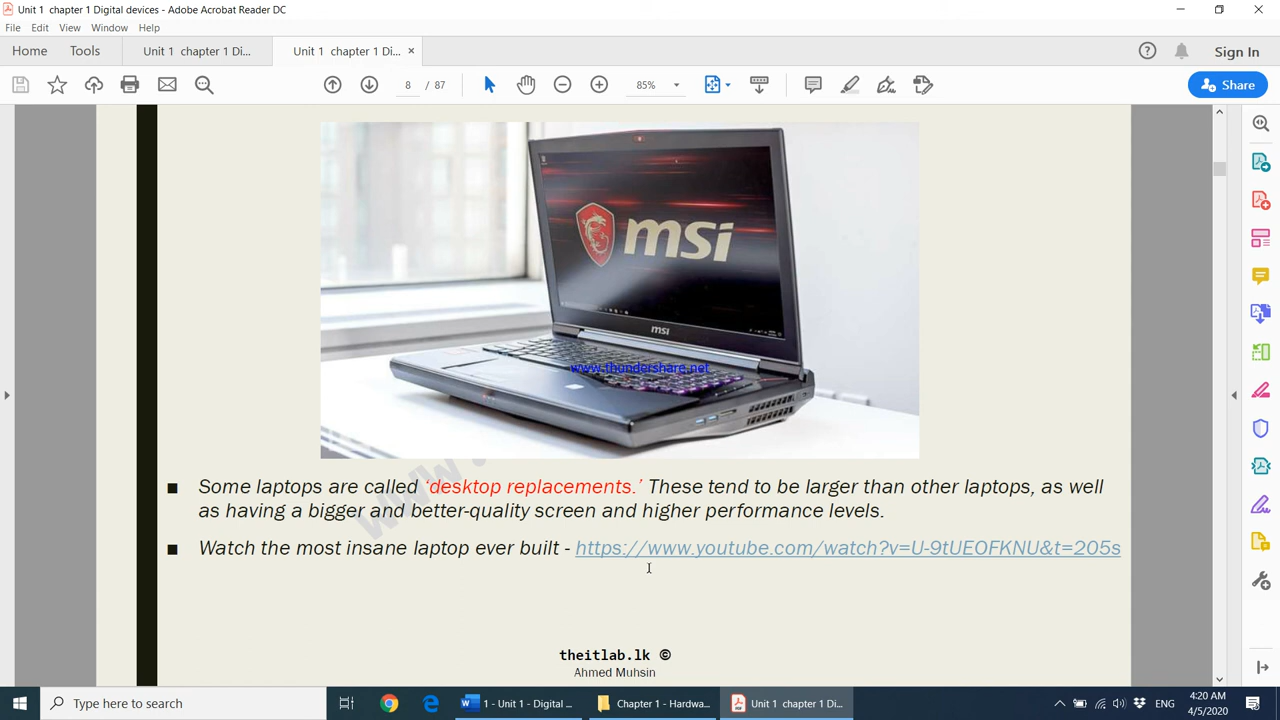 Unit 1 chapter 1 Digital devices - Adobe Acrobat Reader DC
File Edit View Window Help
Home Tools Unit 1 chapter 1 Di... Unit 1 chapter 1 Di... × Sign In
8 / 87 85% Share
msi
msi
www.thundershare.net
www.
■ Some laptops are called ‘desktop replacements.’ These tend to be larger than other laptops, as well
as having a bigger and better-quality screen and higher performance levels.
■ Watch the most insane laptop ever built - https://www.youtube.com/watch?v=U-9tUEOFKNU&t=205s
theitlab.lk ©
Ahmed Muhsin
Type here to search 1 - Unit 1 - Digital ... Chapter 1 - Hardwa... Unit 1 chapter 1 Di... ENG 4:20 AM
4/5/2020